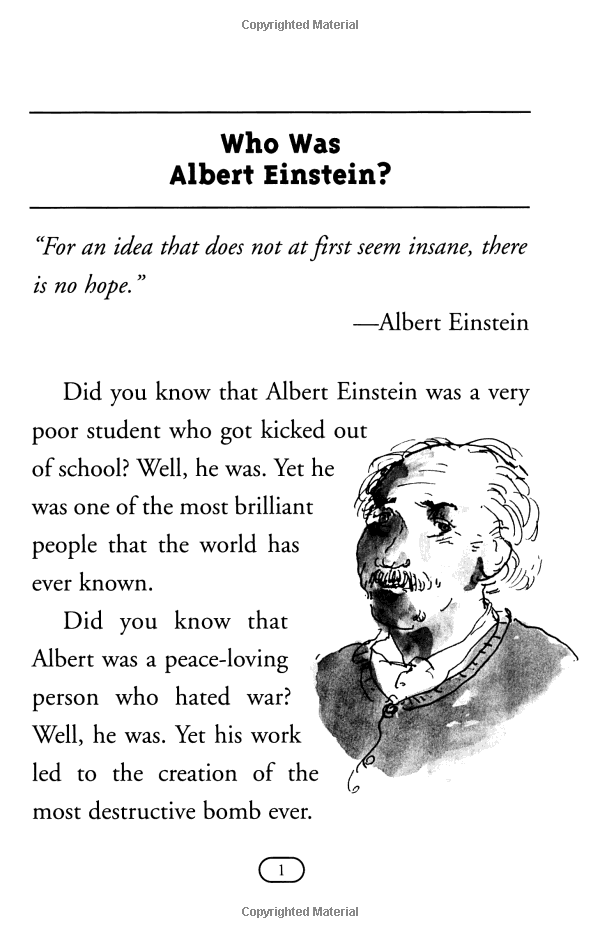 Copyrighted Material
Who Was
Albert Einstein?
“For an idea that does not at first seem insane, there
is no hope.”
—Albert Einstein
Did you know that Albert Einstein was a very
poor student who got kicked out
of school? Well, he was. Yet he
was one of the most brilliant
people that the world has
ever known.
Did you know that
Albert was a peace-loving
person who hated war?
Well, he was. Yet his work
led to the creation of the
most destructive bomb ever.
1
Copyrighted Material